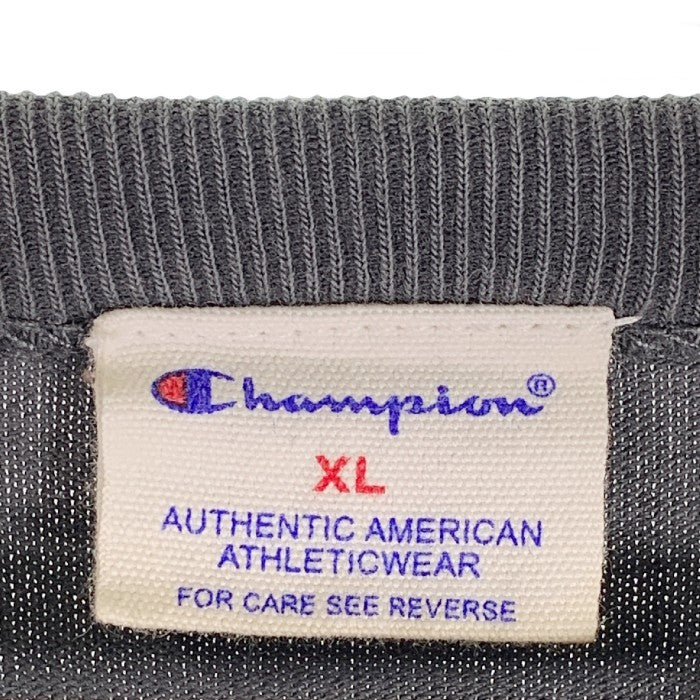 Champion®
XL
AUTHENTIC AMERICAN
ATHLETICWEAR
FOR CARE SEE REVERSE